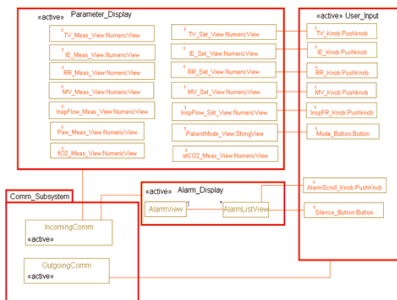 «active» Parameter_Display
TV_Meas_View:NumericView
IE_Meas_View:NumericView
RR_Meas_View:NumericView
MV_Meas_View:NumericView
InspFlow_Meas_View:NumericView
Paw_Meas_View:NumericView
fiO2_Meas_View:NumericView
TV_Set_View:NumericView
IE_Set_View:NumericView
RR_Set_View:NumericView
MV_Set_View:NumericView
InspFlow_Set_View:NumericView
PatientMode_View:StringView
etCO2_Meas_View:NumericView
«active» User_Input
TV_Knob:Pushknob
IE_Knob:PushKnob
RR_Knob:PushKnob
MV_Knob:PushKnob
InspFR_Knob:PushKnob
Mode_Button:Button
AlarmScroll_Knob:PushKnob
Silence_Button:Button
«active» Alarm_Display
AlarmView
1
*
AlarmListView
Comm_Subsystem
IncomingComm
«active»
OutgoingComm
«active»